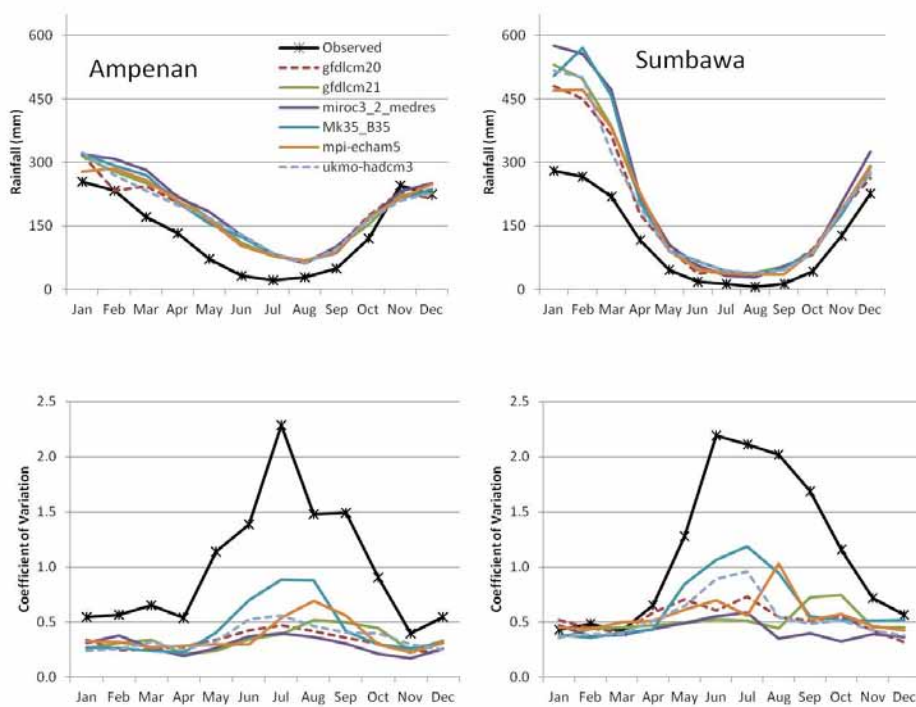 Ampenan
Rainfall (mm)
600
450
300
150
0
Observed
gfdlcm20
gfdlcm21
miroc3_2_medres
Mk35_B35
mpi-echam5
ukmo-hadcm3
Jan Feb Mar Apr May Jun Jul Aug Sep Oct Nov Dec
Sumbawa
Rainfall (mm)
600
450
300
150
0
Jan Feb Mar Apr May Jun Jul Aug Sep Oct Nov Dec
Coefficient of Variation
2.5
2.0
1.5
1.0
0.5
0.0
Jan Feb Mar Apr May Jun Jul Aug Sep Oct Nov Dec
Coefficient of Variation
2.5
2.0
1.5
1.0
0.5
0.0
Jan Feb Mar Apr May Jun Jul Aug Sep Oct Nov Dec